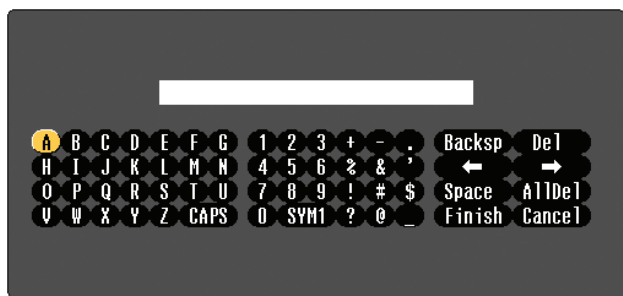 A B C D E F G 1 2 3 + - . Backsp Del
H I J K L M N 4 5 6 % & ' ← →
O P Q R S T U 7 8 9 ! # $ Space AllDel
V W X Y Z CAPS 0 SYM1 ? @ _ Finish Cancel